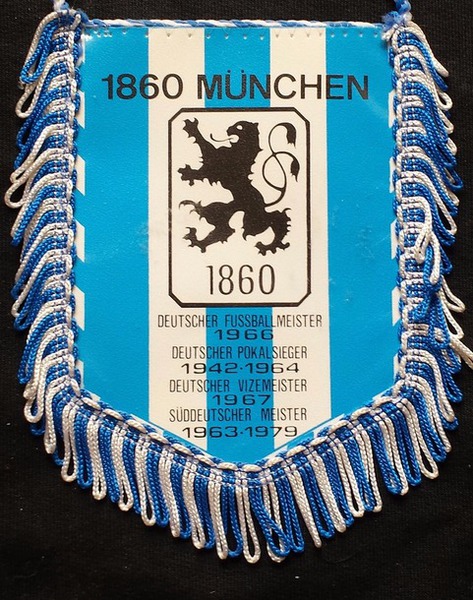 1860 MÜNCHEN
1860
DEUTSCHER FUSSBALLMEISTER
1966
DEUTSCHER POKALSIEGER
1942·1964
DEUTSCHER VIZEMEISTER
1967
SÜDDEUTSCHER MEISTER
1963·1979